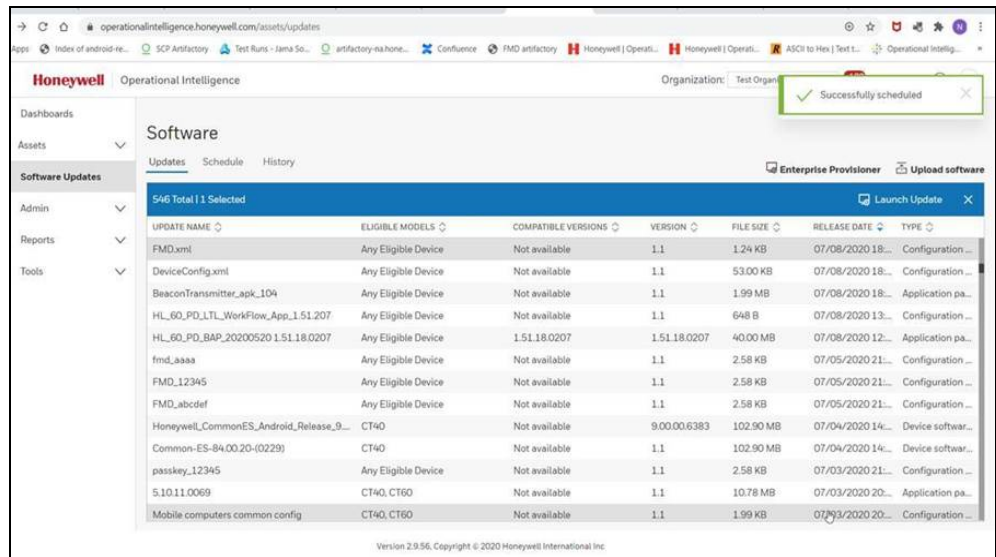 operationalintelligence.honeywell.com/assets/updates
N
Apps Index of android-re... SCP Artifactory Test Runs - Jama So... artifactory-na.hone... Confluence FMD artifactory Honeywell | Operati... Honeywell | Operati... R ASCII to Hex | Text t... Operational Intellig... »
Honeywell Operational Intelligence Organization: Test Organi
Successfully scheduled
Dashboards
Assets
Software Updates
Admin
Reports
Tools
Software
Updates Schedule History
Enterprise Provisioner Upload software
546 Total | 1 Selected Launch Update
UPDATE NAME ELIGIBLE MODELS COMPATIBLE VERSIONS VERSION FILE SIZE RELEASE DATE TYPE
FMD.xml Any Eligible Device Not available 1.1 1.24 KB 07/08/2020 18:... Configuration ...
DeviceConfig.xml Any Eligible Device Not available 1.1 53.00 KB 07/08/2020 18:... Configuration ...
BeaconTransmitter_apk_104 Any Eligible Device Not available 1.1 1.99 MB 07/08/2020 18:... Application pa...
HL_60_PD_LTL_WorkFlow_App_1.51.207 Any Eligible Device Not available 1.1 648 B 07/08/2020 13:... Configuration ...
HL_60_PD_BAP_20200520 1.51.18.0207 Any Eligible Device 1.51.18.0207 1.51.18.0207 40.00 MB 07/08/2020 12:... Application pa...
fmd_aaaa Any Eligible Device Not available 1.1 2.58 KB 07/05/2020 21:... Configuration ...
FMD_12345 Any Eligible Device Not available 1.1 2.58 KB 07/05/2020 21:... Configuration ...
FMD_abcdef Any Eligible Device Not available 1.1 2.58 KB 07/05/2020 21:... Configuration ...
Honeywell_CommonES_Android_Release_9.... CT40 Not available 9.00.00.6383 102.90 MB 07/04/2020 14:... Device softwar...
Common-ES-84.00.20-(0229) CT40 Not available 1.1 102.90 MB 07/04/2020 14:... Device softwar...
passkey_12345 Any Eligible Device Not available 1.1 2.58 KB 07/03/2020 21:... Configuration ...
5.10.11.0069 CT40, CT60 Not available 1.1 10.78 MB 07/03/2020 20:... Application pa...
Mobile computers common config CT40, CT60 Not available 1.1 1.99 KB 07/03/2020 20:... Configuration ...
Version 2.9.56, Copyright © 2020 Honeywell International Inc